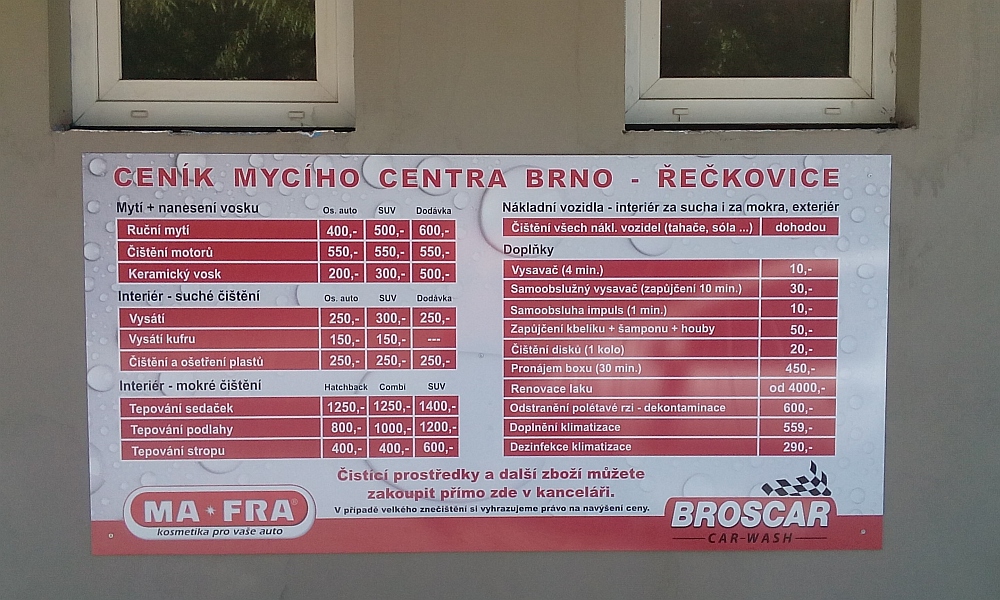 CENÍK MYCÍHO CENTRA BRNO - ŘEČKOVICE
Mytí + nanesení vosku Os. auto SUV Dodávka
Ruční mytí 400,- 500,- 600,-
Čištění motorů 550,- 550,- 550,-
Keramický vosk 200,- 300,- 500,-
Interiér - suché čištění Os. auto SUV Dodávka
Vysátí 250,- 300,- 250,-
Vysátí kufru 150,- 150,- ---
Čištění a ošetření plastů 250,- 250,- 250,-
Interiér - mokré čištění Hatchback Combi SUV
Tepování sedaček 1250,- 1250,- 1400,-
Tepování podlahy 800,- 1000,- 1200,-
Tepování stropu 400,- 400,- 600,-
Nákladní vozidla - interiér za sucha i za mokra, exteriér
Čištění všech nákl. vozidel (tahače, sóla ...) dohodou
Doplňky
Vysavač (4 min.) 10,-
Samoobslužný vysavač (zapůjčení 10 min.) 30,-
Samoobsluha impuls (1 min.) 10,-
Zapůjčení kbelíku + šamponu + houby 50,-
Čištění disků (1 kolo) 20,-
Pronájem boxu (30 min.) 450,-
Renovace laku od 4000,-
Odstranění polétavé rzi - dekontaminace 600,-
Doplnění klimatizace 559,-
Dezinfekce klimatizace 290,-
Čistící prostředky a další zboží můžete
zakoupit přímo zde v kanceláři.
V případě velkého znečištění si vyhrazujeme právo na navýšení ceny.
MA FRA®
kosmetika pro vaše auto
BROSCAR
CAR-WASH